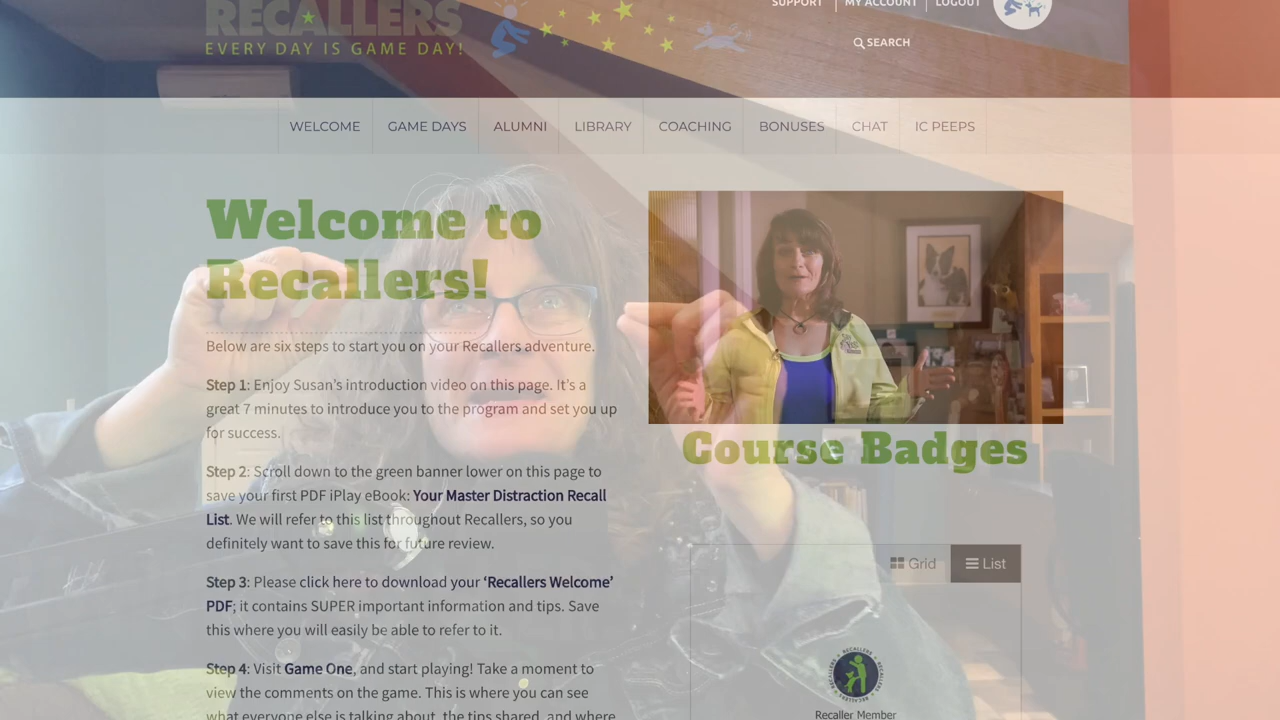 RECALLERS
EVERY DAY IS GAME DAY!
SUPPORT MY ACCOUNT LOGOUT
SEARCH
WELCOME GAME DAYS ALUMNI LIBRARY COACHING BONUSES CHAT IC PEEPS
Welcome to
Recallers!
Below are six steps to start you on your Recallers adventure.
Step 1: Enjoy Susan's introduction video on this page. It's a
great 7 minutes to introduce you to the program and set you up
for success.
Step 2: Scroll down to the green banner lower on this page to
save your first PDF iPlay eBook: Your Master Distraction Recall
List. We will refer to this list throughout Recallers, so you
definitely want to save this for future review.
Step 3: Please click here to download your ‘Recallers Welcome’
PDF; it contains SUPER important information and tips. Save
this where you will easily be able to refer to it.
Step 4: Visit Game One, and start playing! Take a moment to
view the comments on the game. This is where you can see
what everyone else is talking about, the tips shared, and where
Course Badges
Grid List
RECALLERS
Recaller Member